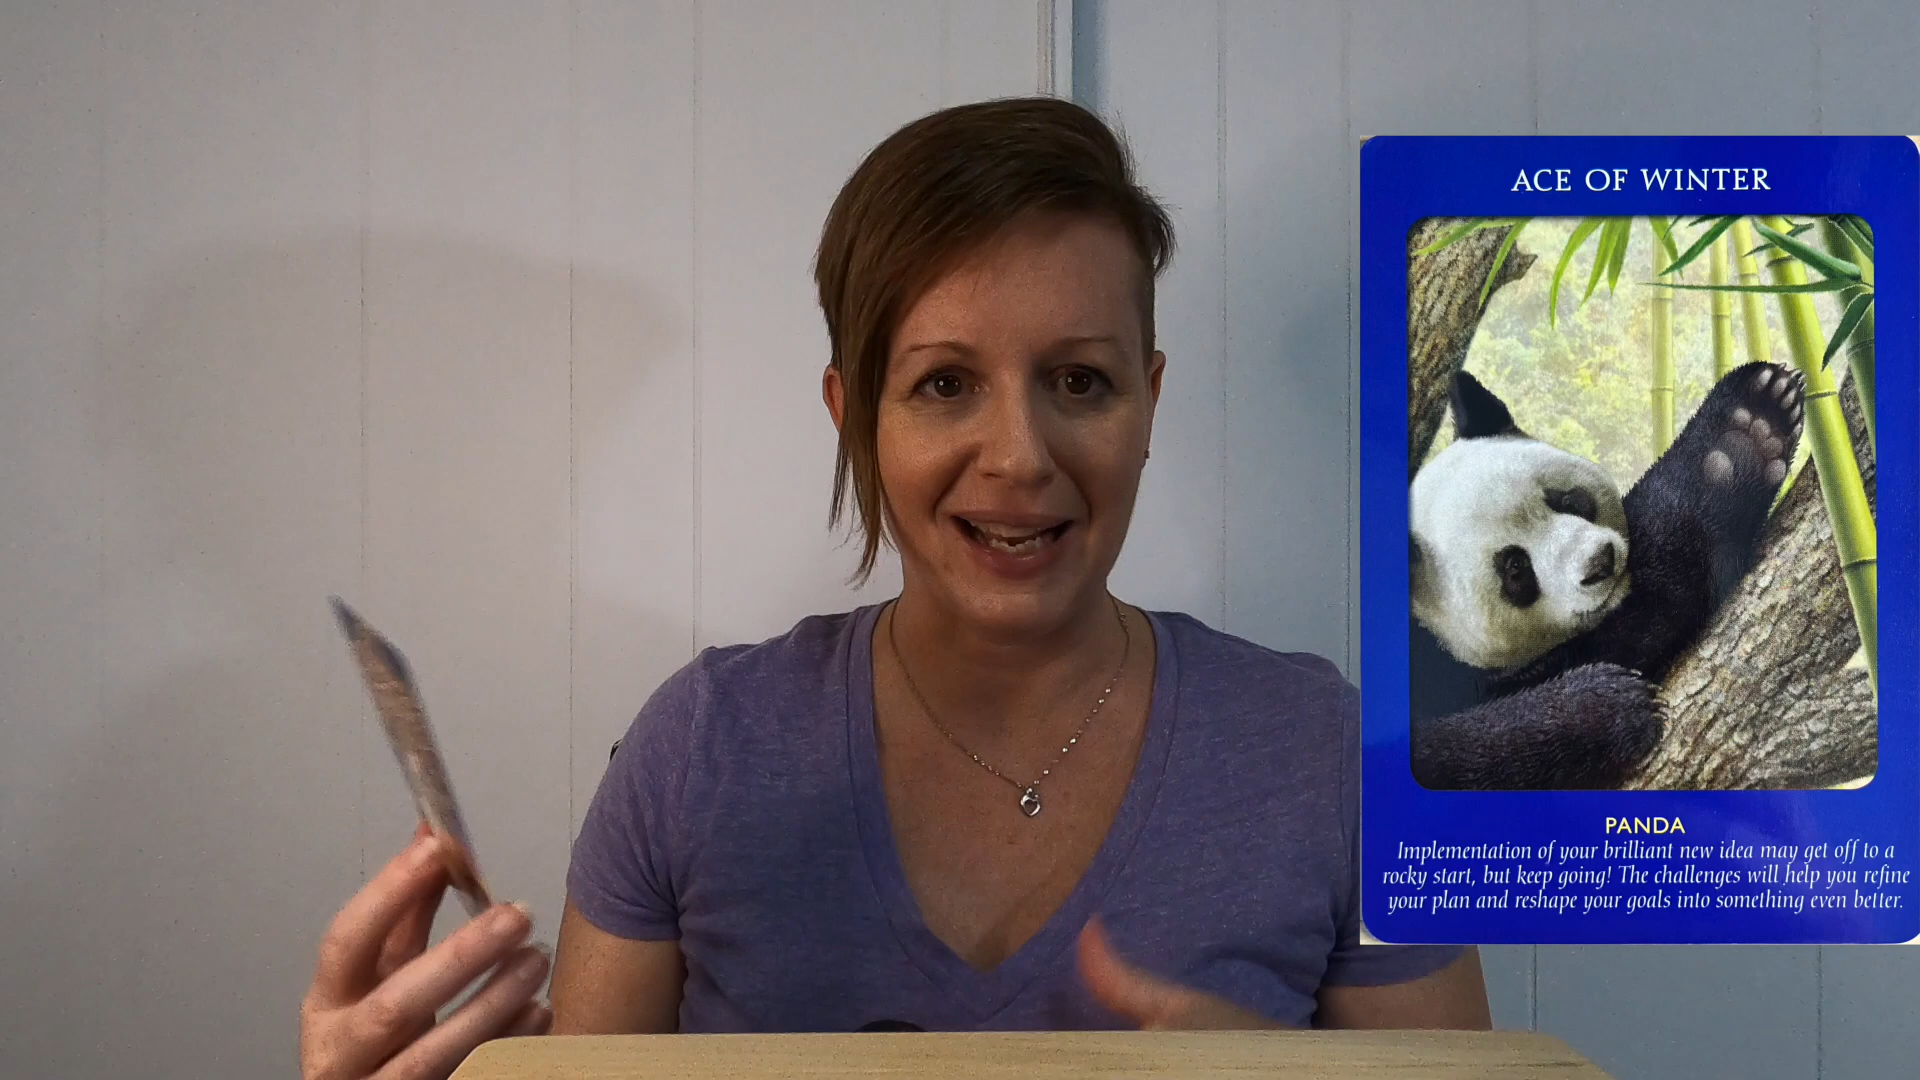 ACE OF WINTER
PANDA
Implementation of your brilliant new idea may get off to a
rocky start, but keep going! The challenges will help you refine
your plan and reshape your goals into something even better.